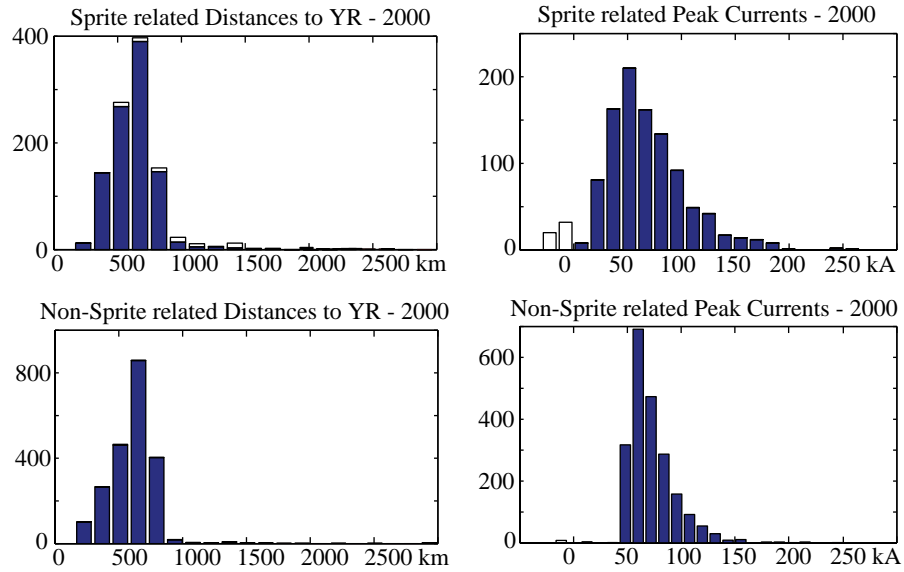 Sprite related Distances to YR - 2000
400
200
0
0 500 1000 1500 2000 2500 km
Sprite related Peak Currents - 2000
200
100
0
0 50 100 150 200 250 kA
Non-Sprite related Distances to YR - 2000
800
400
0
0 500 1000 1500 2000 2500 km
Non-Sprite related Peak Currents - 2000
600
400
200
0
0 50 100 150 200 250 kA